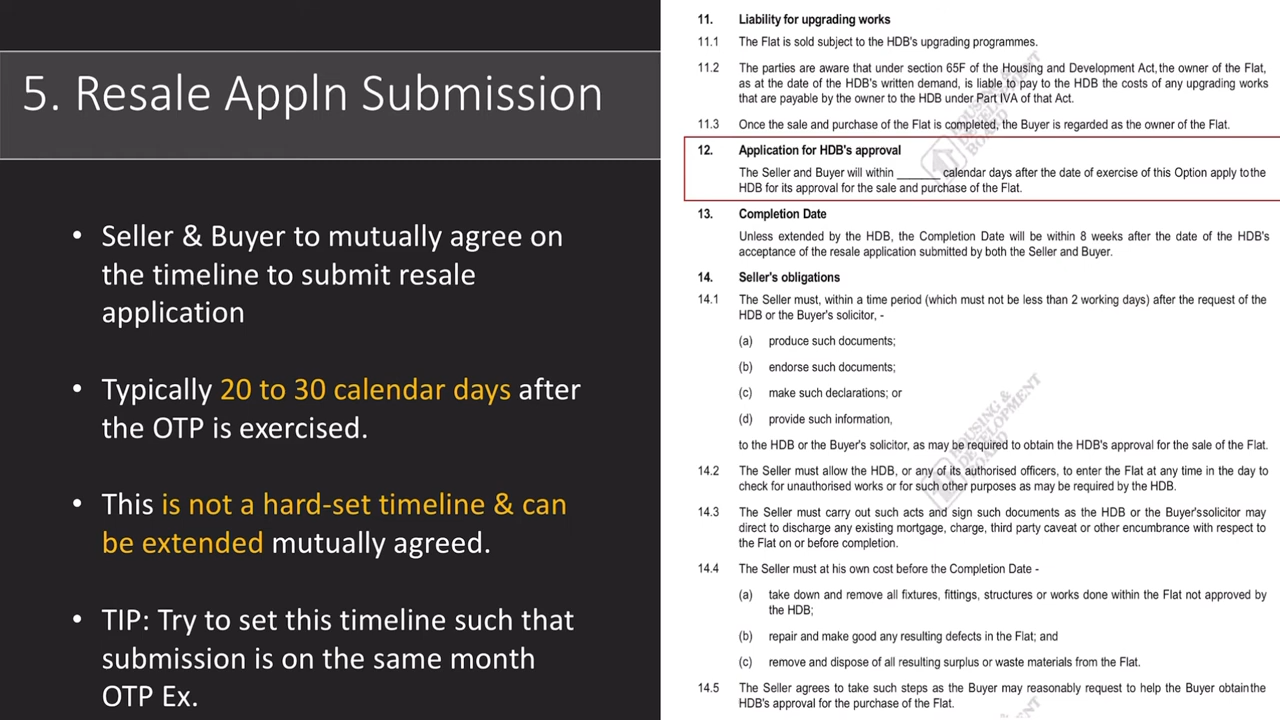 5. Resale Appln Submission
• Seller & Buyer to mutually agree on
the timeline to submit resale
application
• Typically 20 to 30 calendar days after
the OTP is exercised.
• This is not a hard-set timeline & can
be extended mutually agreed.
• TIP: Try to set this timeline such that
submission is on the same month
OTP Ex.
11. Liability for upgrading works
11.1 The Flat is sold subject to the HDB's upgrading programmes.
11.2 The parties are aware that under section 65F of the Housing and Development Act, the owner of the Flat,
as at the date of the HDB's written demand, is liable to pay to the HDB the costs of any upgrading works
that are payable by the owner to the HDB under Part IVA of that Act.
11.3 Once the sale and purchase of the Flat is completed, the Buyer is regarded as the owner of the Flat.
12. Application for HDB's approval
The Seller and Buyer will within _______ calendar days after the date of exercise of this Option apply to the
HDB for its approval for the sale and purchase of the Flat.
13. Completion Date
Unless extended by the HDB, the Completion Date will be within 8 weeks after the date of the HDB's
acceptance of the resale application submitted by both the Seller and Buyer.
14. Seller's obligations
14.1 The Seller must, within a time period (which must not be less than 2 working days) after the request of the
HDB or the Buyer's solicitor, -
(a) produce such documents;
(b) endorse such documents;
(c) make such declarations; or
(d) provide such information,
to the HDB or the Buyer's solicitor, as may be required to obtain the HDB's approval for the sale of the Flat.
14.2 The Seller must allow the HDB, or any of its authorised officers, to enter the Flat at any time in the day to
check for unauthorised works or for such other purposes as may be required by the HDB.
14.3 The Seller must carry out such acts and sign such documents as the HDB or the Buyer'ssolicitor may
direct to discharge any existing mortgage, charge, third party caveat or other encumbrance with respect to
the Flat on or before completion.
14.4 The Seller must at his own cost before the Completion Date -
(a) take down and remove all fixtures, fittings, structures or works done within the Flat not approved by
the HDB;
(b) repair and make good any resulting defects in the Flat; and
(c) remove and dispose of all resulting surplus or waste materials from the Flat.
14.5 The Seller agrees to take such steps as the Buyer may reasonably request to help the Buyer obtainthe
HDB's approval for the purchase of the Flat.
HOUSING &
DEVELOPMENT
BOARD
HOUSING &
DEVELOPMENT